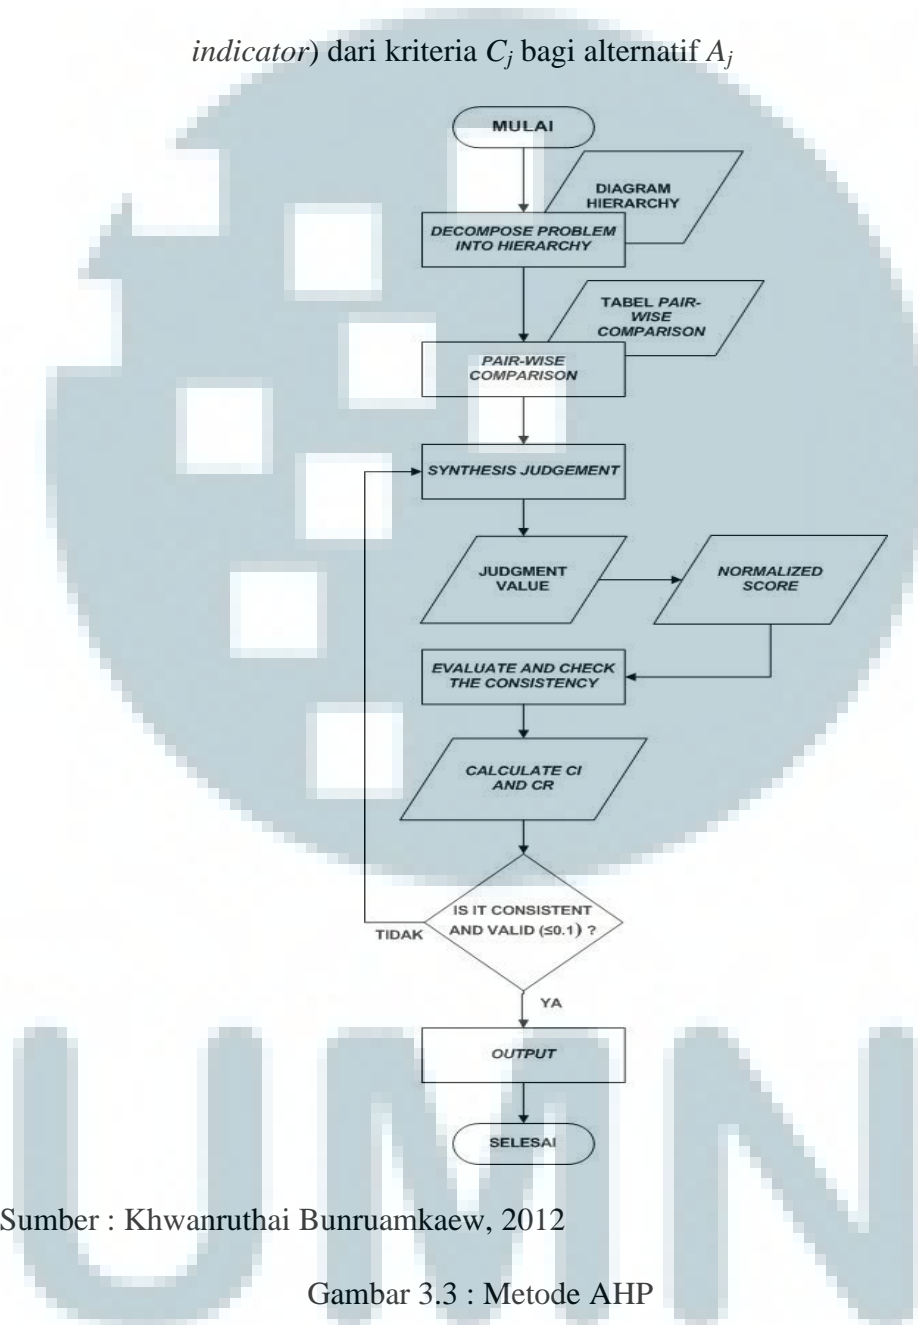 indicator) dari kriteria Cj bagi alternatif Aj
MULAI
DIAGRAM
HIERARCHY
DECOMPOSE PROBLEM
INTO HIERARCHY
TABEL PAIR-
WISE
COMPARISON
PAIR-WISE
COMPARISON
SYNTHESIS JUDGEMENT
JUDGMENT
VALUE
NORMALIZED
SCORE
EVALUATE AND CHECK
THE CONSISTENCY
CALCULATE CI
AND CR
IS IT CONSISTENT
AND VALID (≤0.1) ?
TIDAK
YA
OUTPUT
SELESAI
Sumber : Khwanruthai Bunruamkaew, 2012
Gambar 3.3 : Metode AHP
UMN